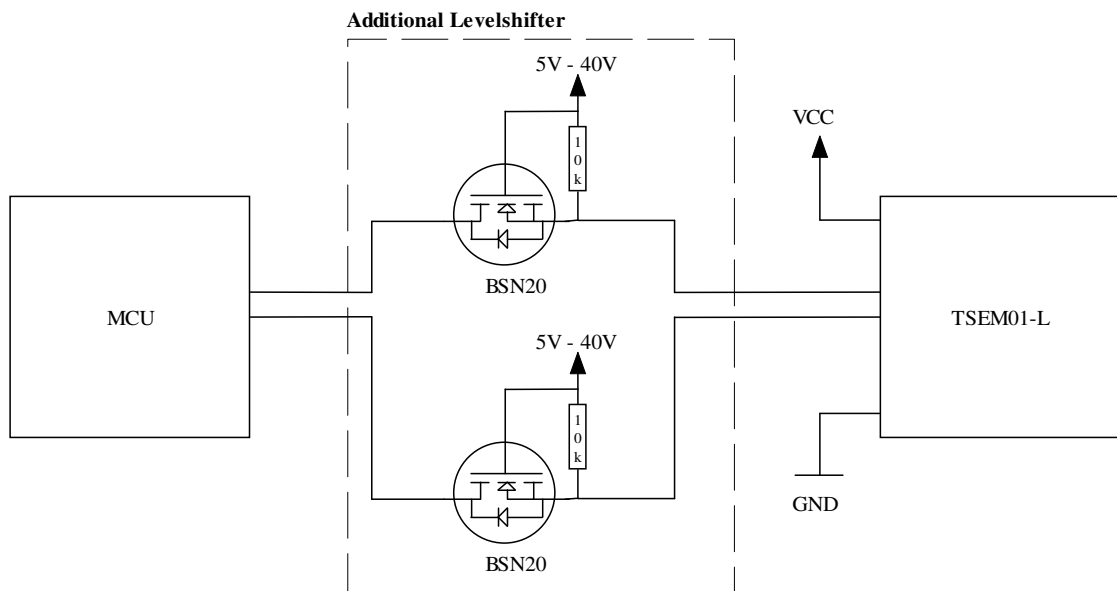 Additional Levelshifter
5V - 40V
10k
VCC
BSN20
MCU
TSEM01-L
5V - 40V
10k
GND
BSN20